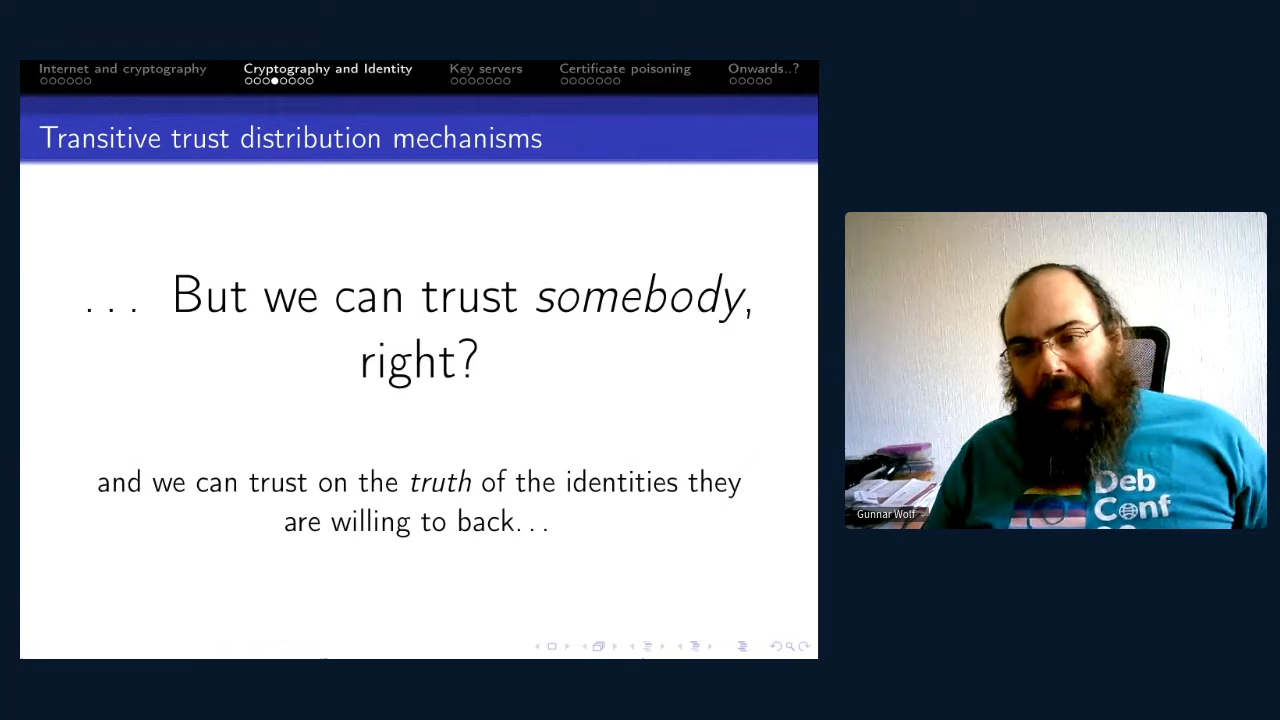 Internet and cryptography Cryptography and Identity Key servers Certificate poisoning Onwards..?
Transitive trust distribution mechanisms
... But we can trust somebody,
right?
and we can trust on the truth of the identities they
are willing to back...
Gunnar Wolf
Deb
Conf